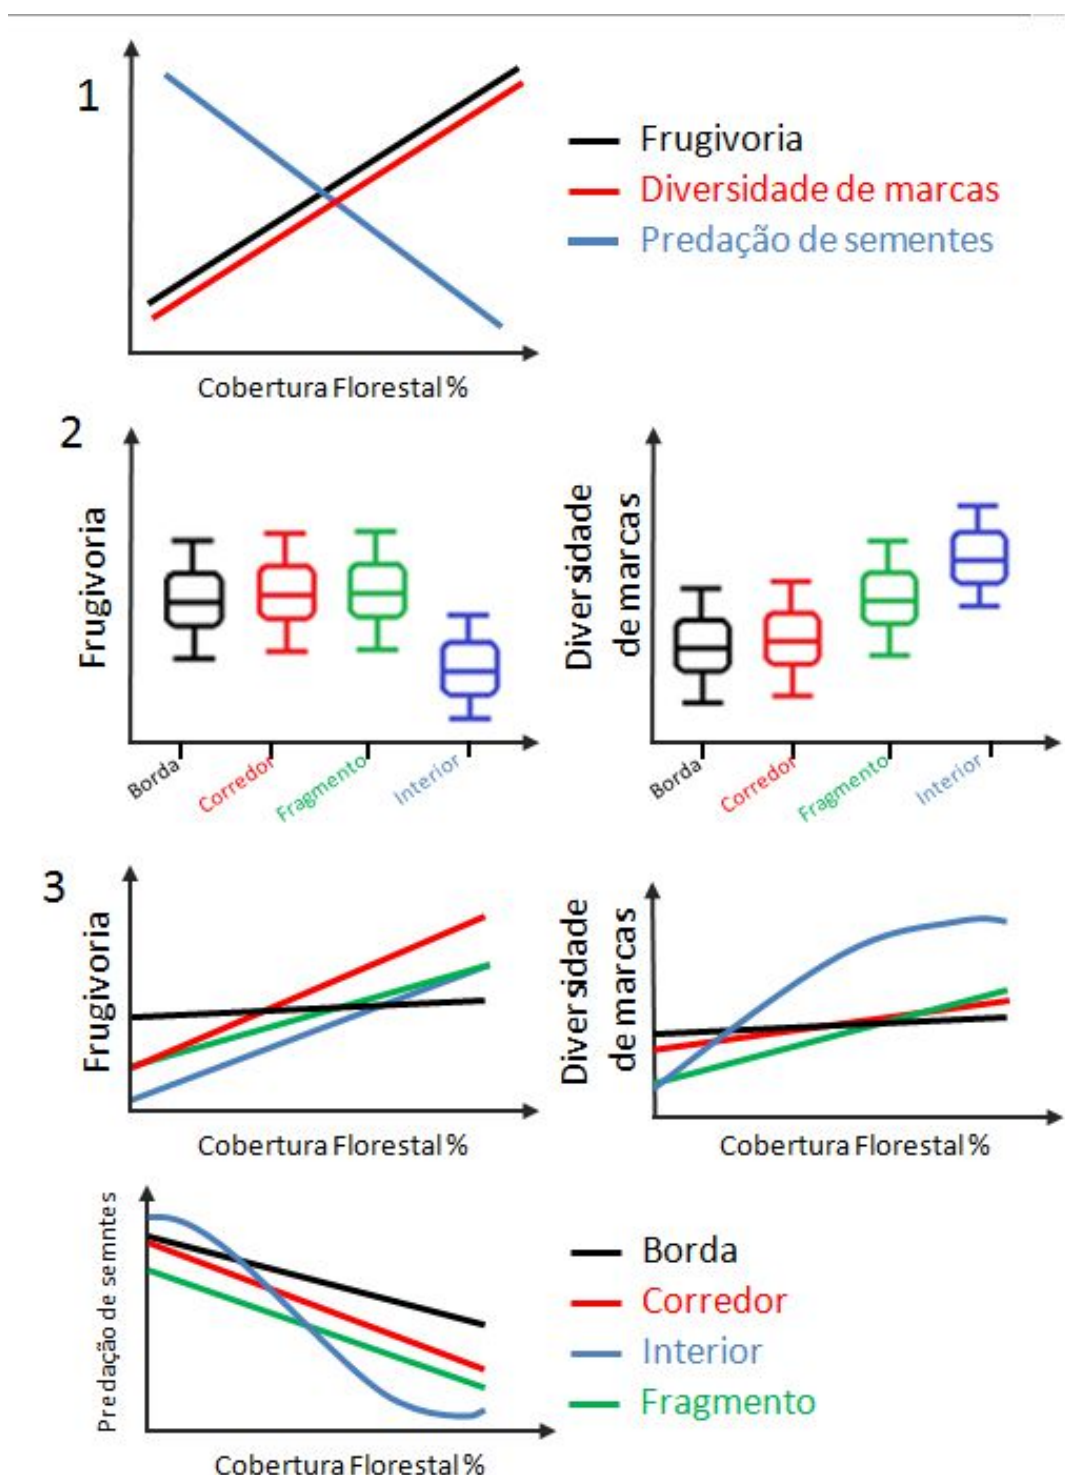 1
Frugivoria
Diversidade de marcas
Predação de sementes
Cobertura Florestal %
2
Frugivoria
Borda
Corredor
Fragmento
Interior
Diversidade
de marcas
Borda
Corredor
Fragmento
Interior
3
Frugivoria
Cobertura Florestal %
Diversidade
de marcas
Cobertura Florestal %
Predação de semntes
Cobertura Florestal %
Borda
Corredor
Interior
Fragmento